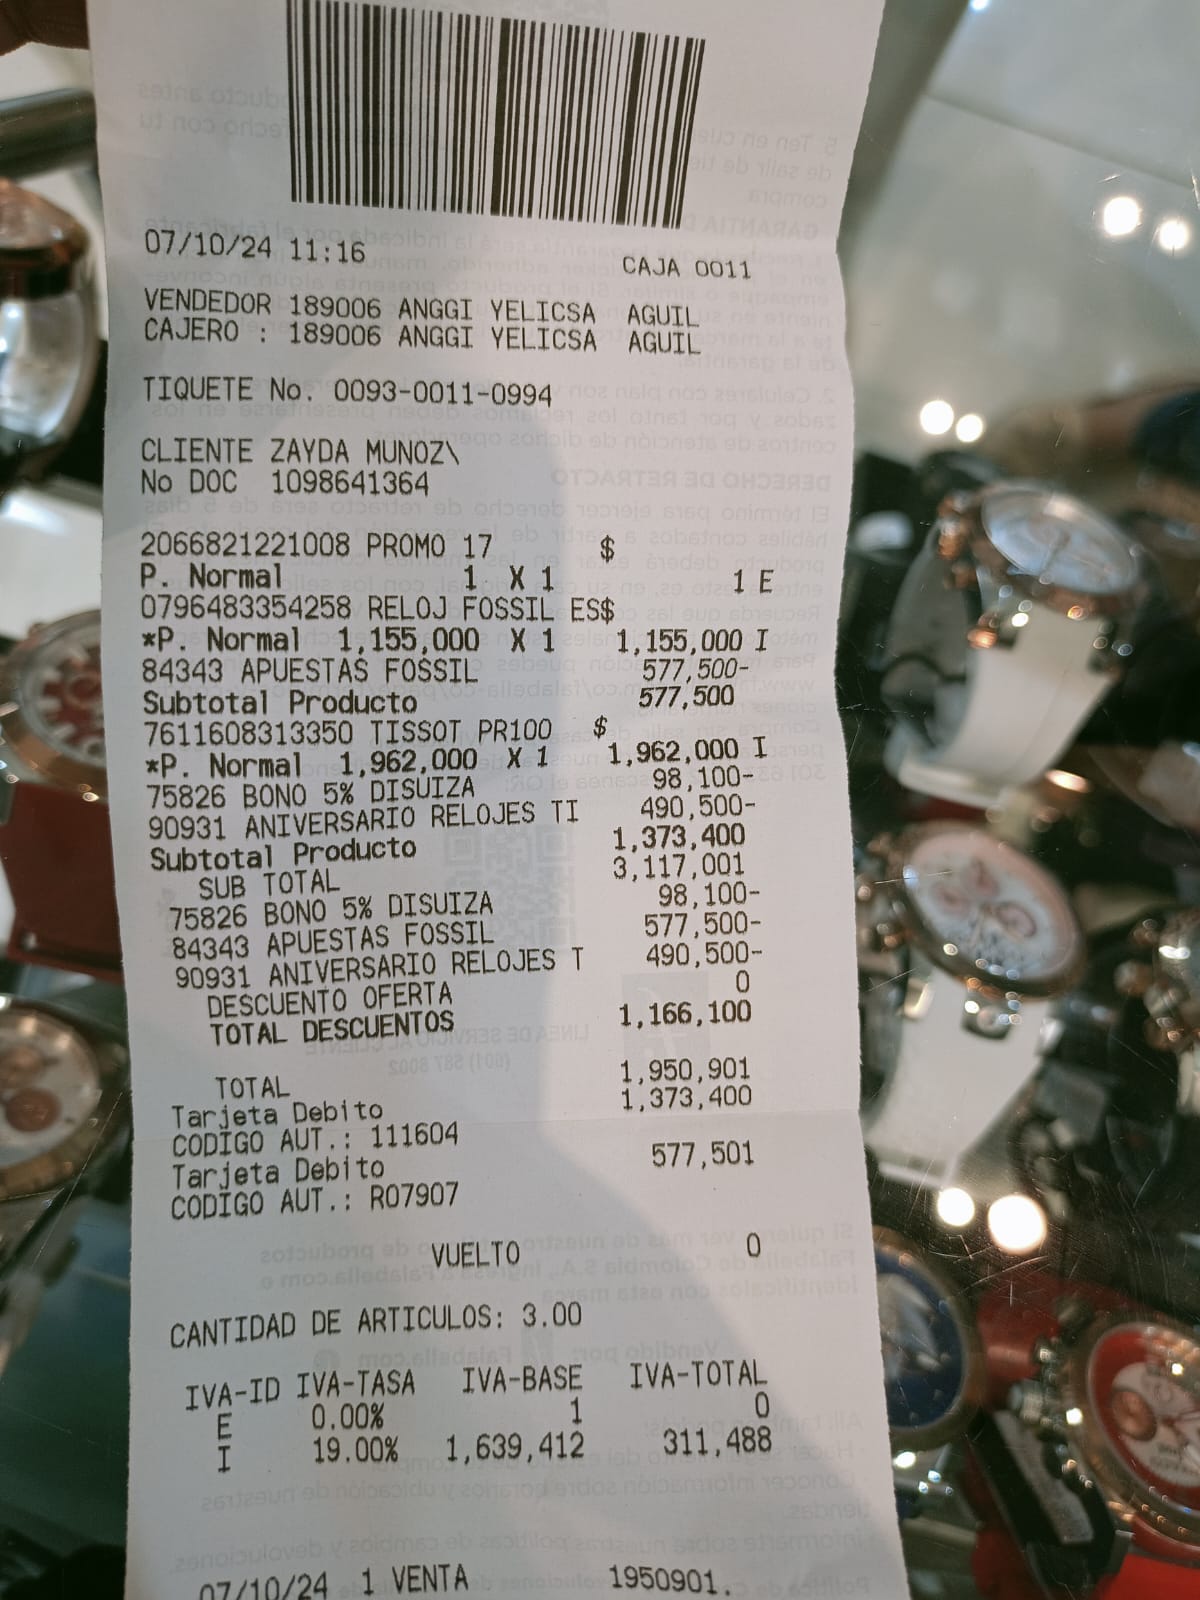 07/10/24 11:16 CAJA 0011
VENDEDOR 189006 ANGGI YELICSA AGUIL
CAJERO : 189006 ANGGI YELICSA AGUIL
TIQUETE No. 0093-0011-0994
CLIENTE ZAYDA MUNOZ\
No DOC 1098641364
2066821221008 PROMO 17 $
P. Normal 1 X 1 1 E
0796483354258 RELOJ FOSSIL ES$
*P. Normal 1,155,000 X 1 1,155,000 I
84343 APUESTAS FOSSIL 577,500-
Subtotal Producto 577,500
7611608313350 TISSOT PR100 $
*P. Normal 1,962,000 X 1 1,962,000 I
75826 BONO 5% DISUIZA 98,100-
90931 ANIVERSARIO RELOJES TI 490,500-
Subtotal Producto 1,373,400
SUB TOTAL 3,117,001
75826 BONO 5% DISUIZA 98,100-
84343 APUESTAS FOSSIL 577,500-
90931 ANIVERSARIO RELOJES T 490,500-
DESCUENTO OFERTA 0
TOTAL DESCUENTOS 1,166,100
TOTAL 1,950,901
Tarjeta Debito 1,373,400
CODIGO AUT.: 111604
Tarjeta Debito 577,501
CODIGO AUT.: R07907
VUELTO 0
CANTIDAD DE ARTICULOS: 3.00
IVA-ID IVA-TASA IVA-BASE IVA-TOTAL
E 0.00% 1 0
I 19.00% 1,639,412 311,488
07/10/24 1 VENTA 1950901.